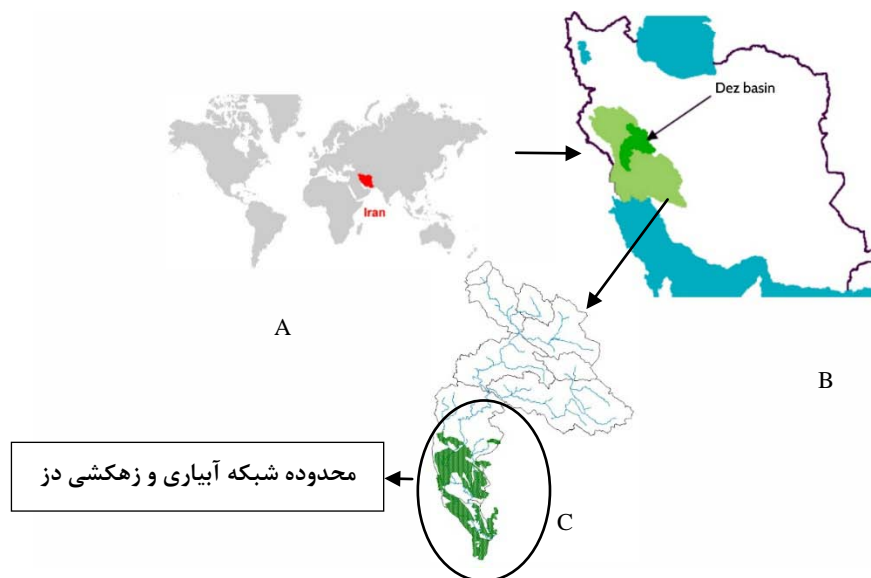 Dez basin
Iran
A
B
محدوده شبکه آبیاری و زهکشی دز
C